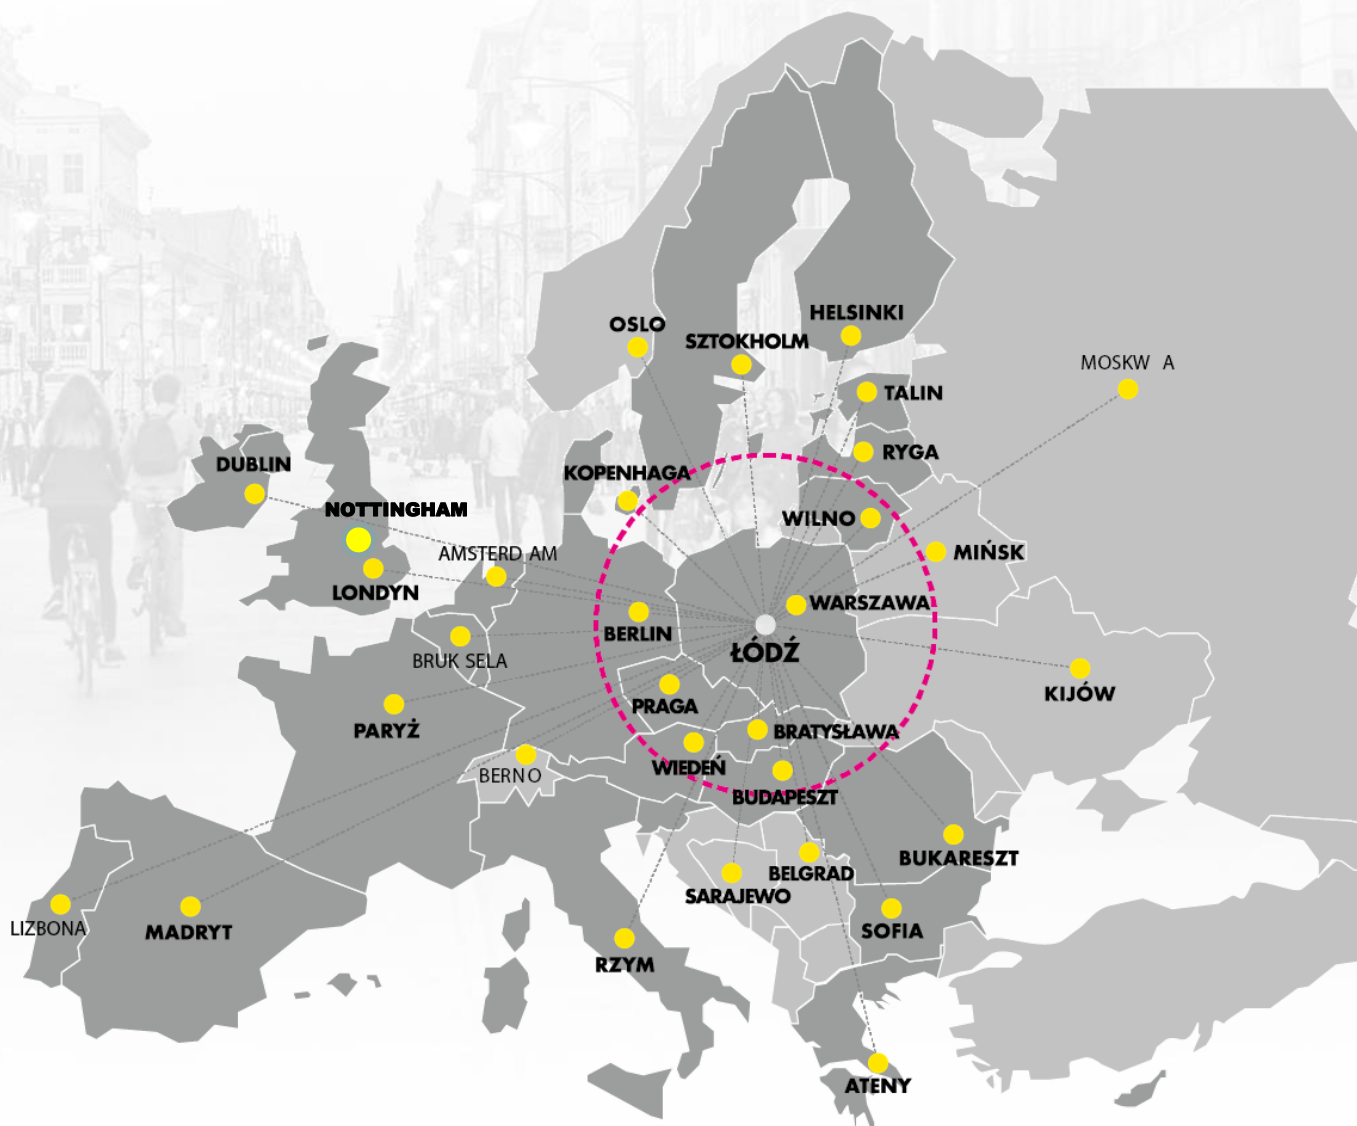 HELSINKI
OSLO
SZTOKHOLM
MOSKW A
TALIN
RYGA
DUBLIN
KOPENHAGA
NOTTINGHAM
WILNO
AMSTERD AM
MIŃSK
LONDYN
WARSZAWA
BERLIN
ŁÓDŹ
BRUK SELA
KIJÓW
PRAGA
PARYŻ
BRATYSŁAWA
WIEDEŃ
BERNO
BUDAPESZT
BUKARESZT
BELGRAD
SARAJEWO
LIZBONA
MADRYT
SOFIA
RZYM
ATENY